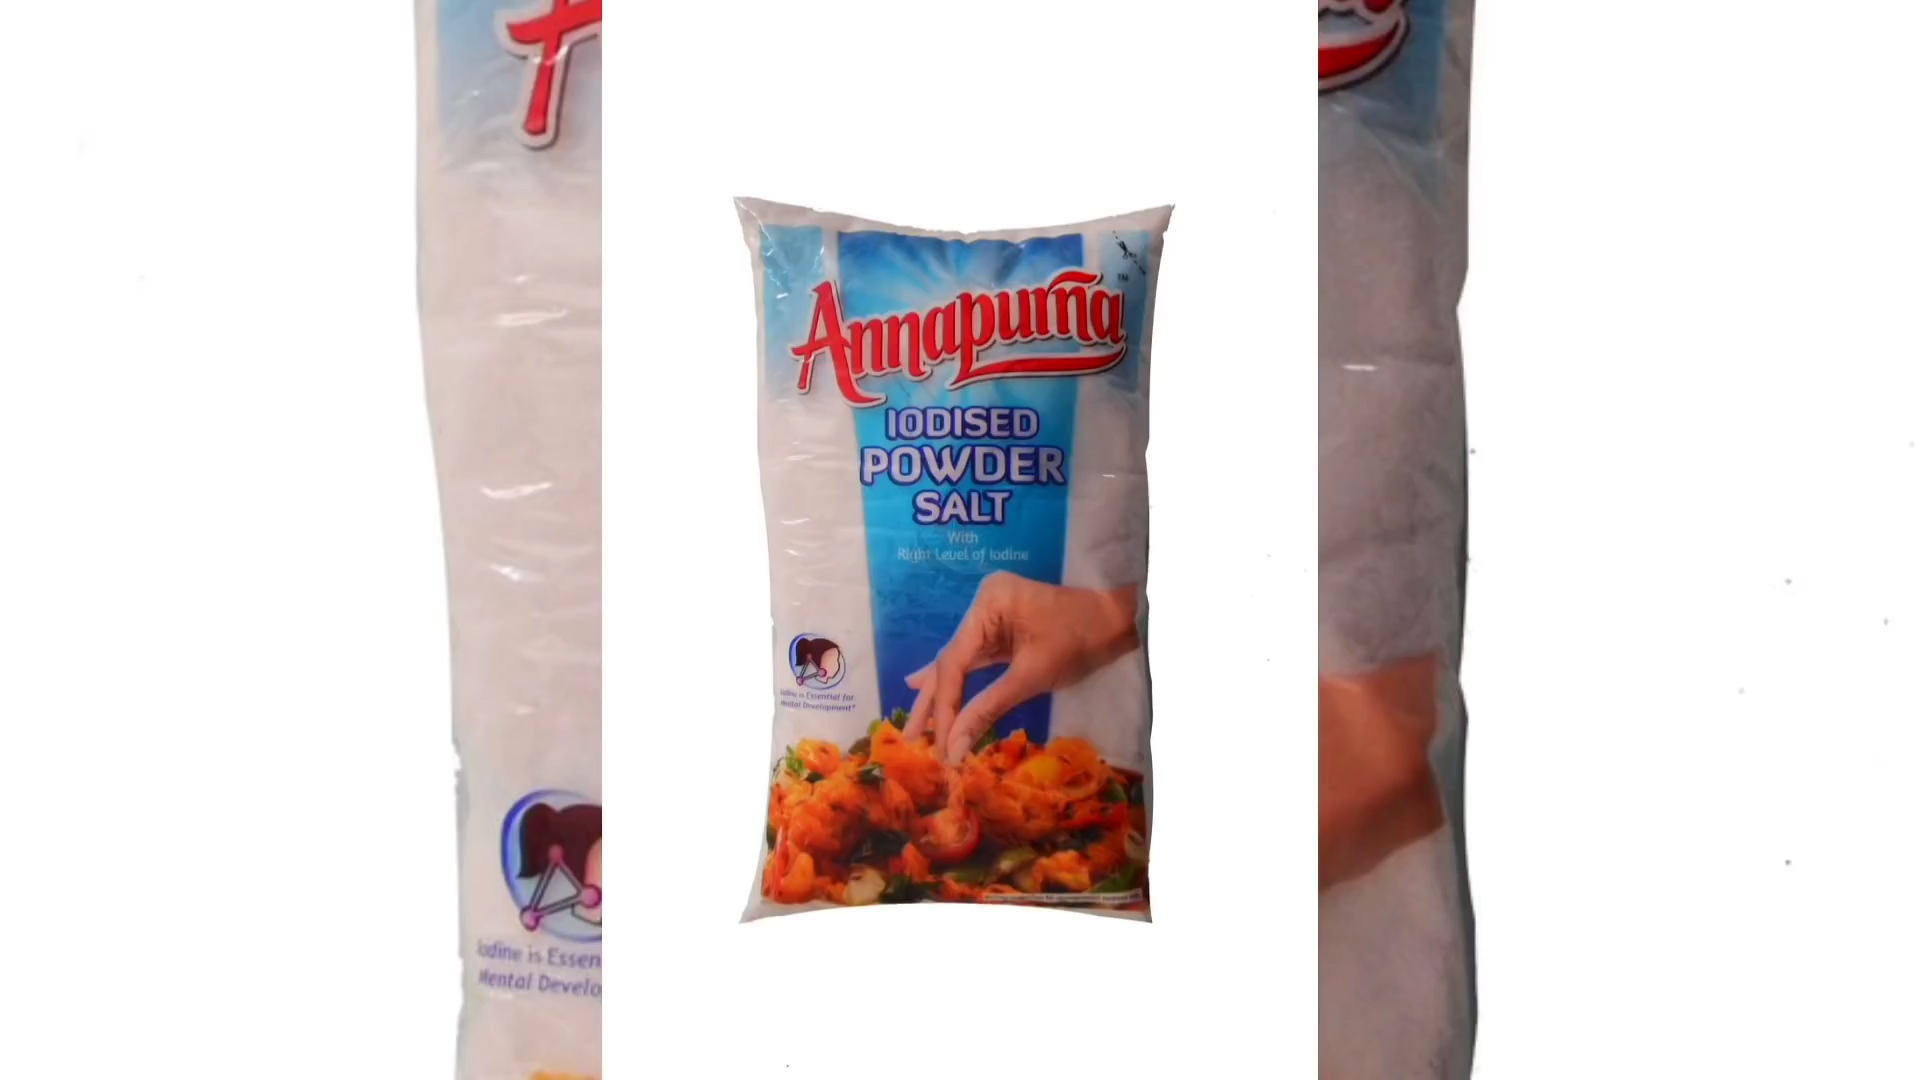 Annapurna
TM
IODISED
POWDER
SALT
With
Right Level of Iodine
Iodine is Essential for
Mental Development*
Iodine is Essen
Mental Develo